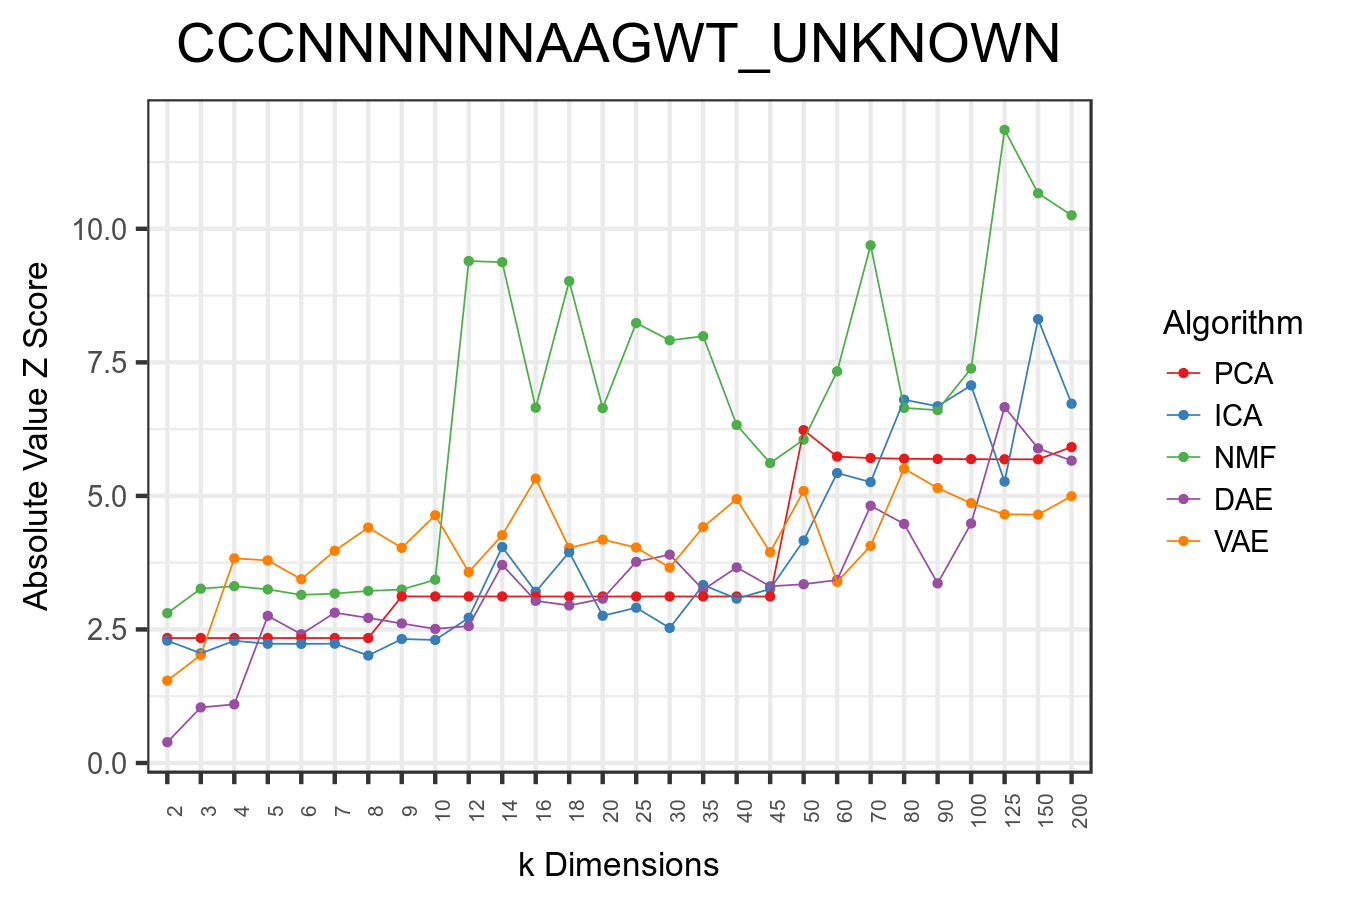 CCCNNNNNNAAGWT_UNKNOWN
Absolute Value Z Score
10.0
7.5
5.0
2.5
0.0
2 3 4 5 6 7 8 9 10 12 14 16 18 20 25 30 35 40 45 50 60 70 80 90 100 125 150 200
k Dimensions
Algorithm
PCA
ICA
NMF
DAE
VAE